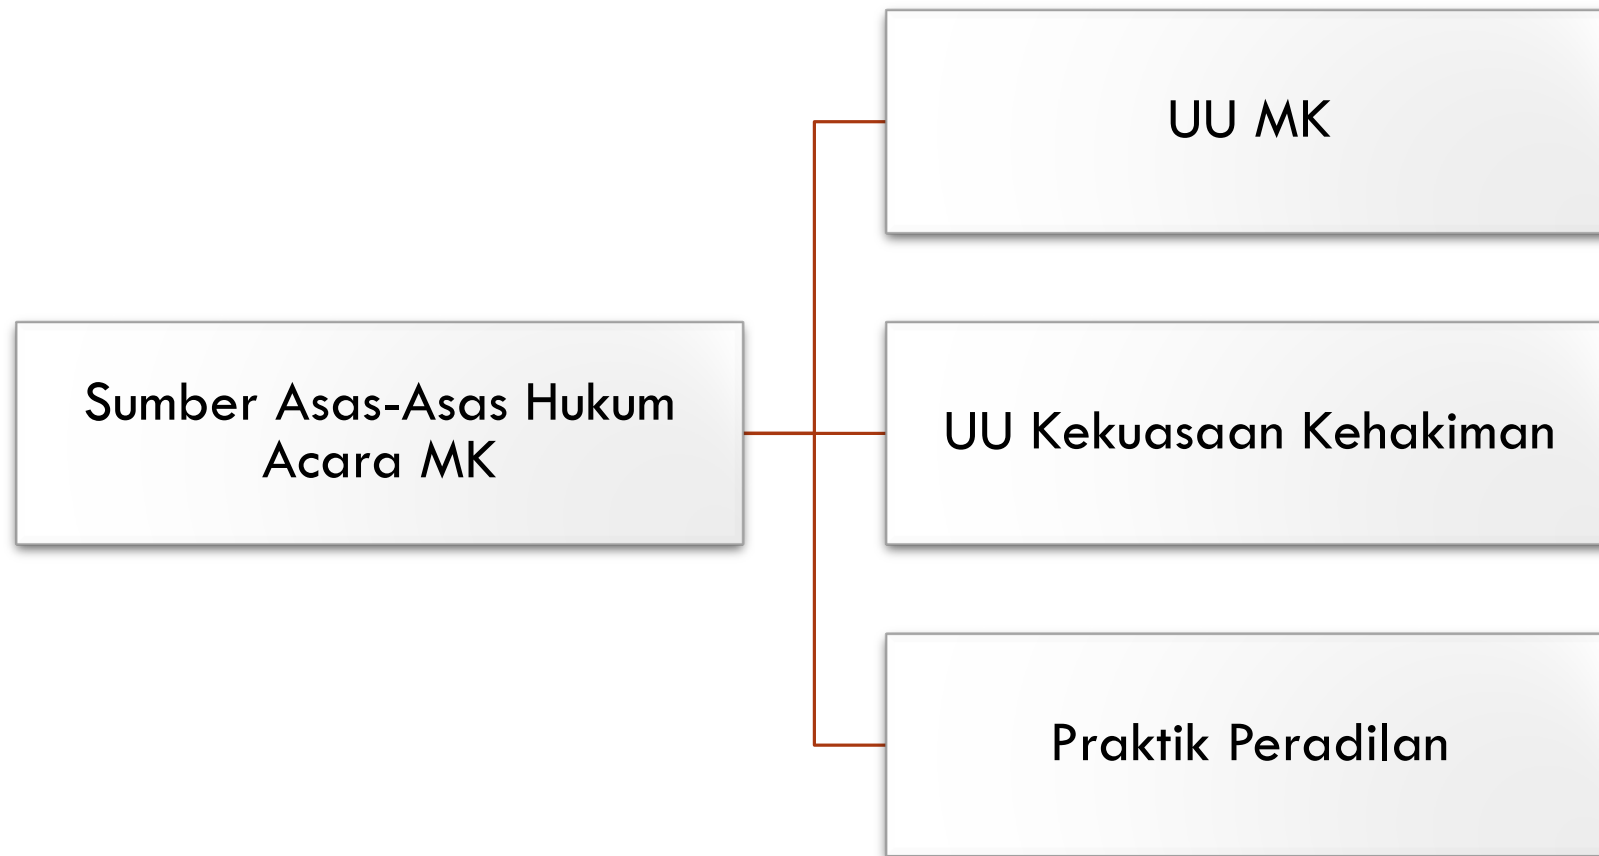 Sumber Asas-Asas Hukum
Acara MK
UU MK
UU Kekuasaan Kehakiman
Praktik Peradilan